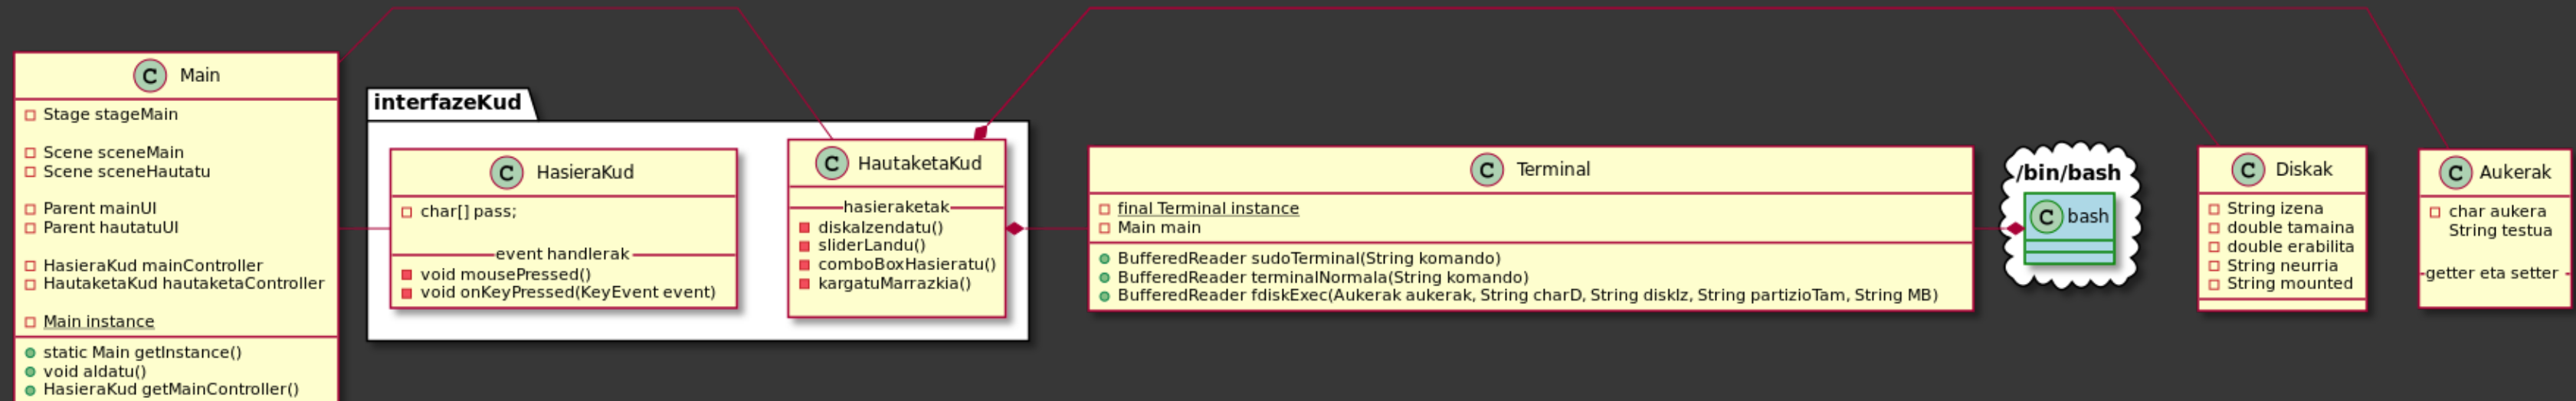 C Main
Stage stageMain
Scene sceneMain
Scene sceneHautatu
Parent mainUI
Parent hautatuUI
HasieraKud mainController
HautaketaKud hautaketaController
Main instance
static Main getInstance()
void aldatu()
HasieraKud getMainController()
interfazeKud
C HasieraKud
char[] pass;
event handlerak
void mousePressed()
void onKeyPressed(KeyEvent event)
C HautaketaKud
hasieraketak
diskaIzendatu()
sliderLandu()
comboBoxHasieratu()
kargatuMarrazkia()
C Terminal
final Terminal instance
Main main
BufferedReader sudoTerminal(String komando)
BufferedReader terminalNormala(String komando)
BufferedReader fdiskExec(Aukerak aukerak, String charD, String diskIz, String partizioTam, String MB)
/bin/bash
C bash
C Diskak
String izena
double tamaina
double erabilita
String neurria
String mounted
C Aukerak
char aukera
String testua
getter eta setter